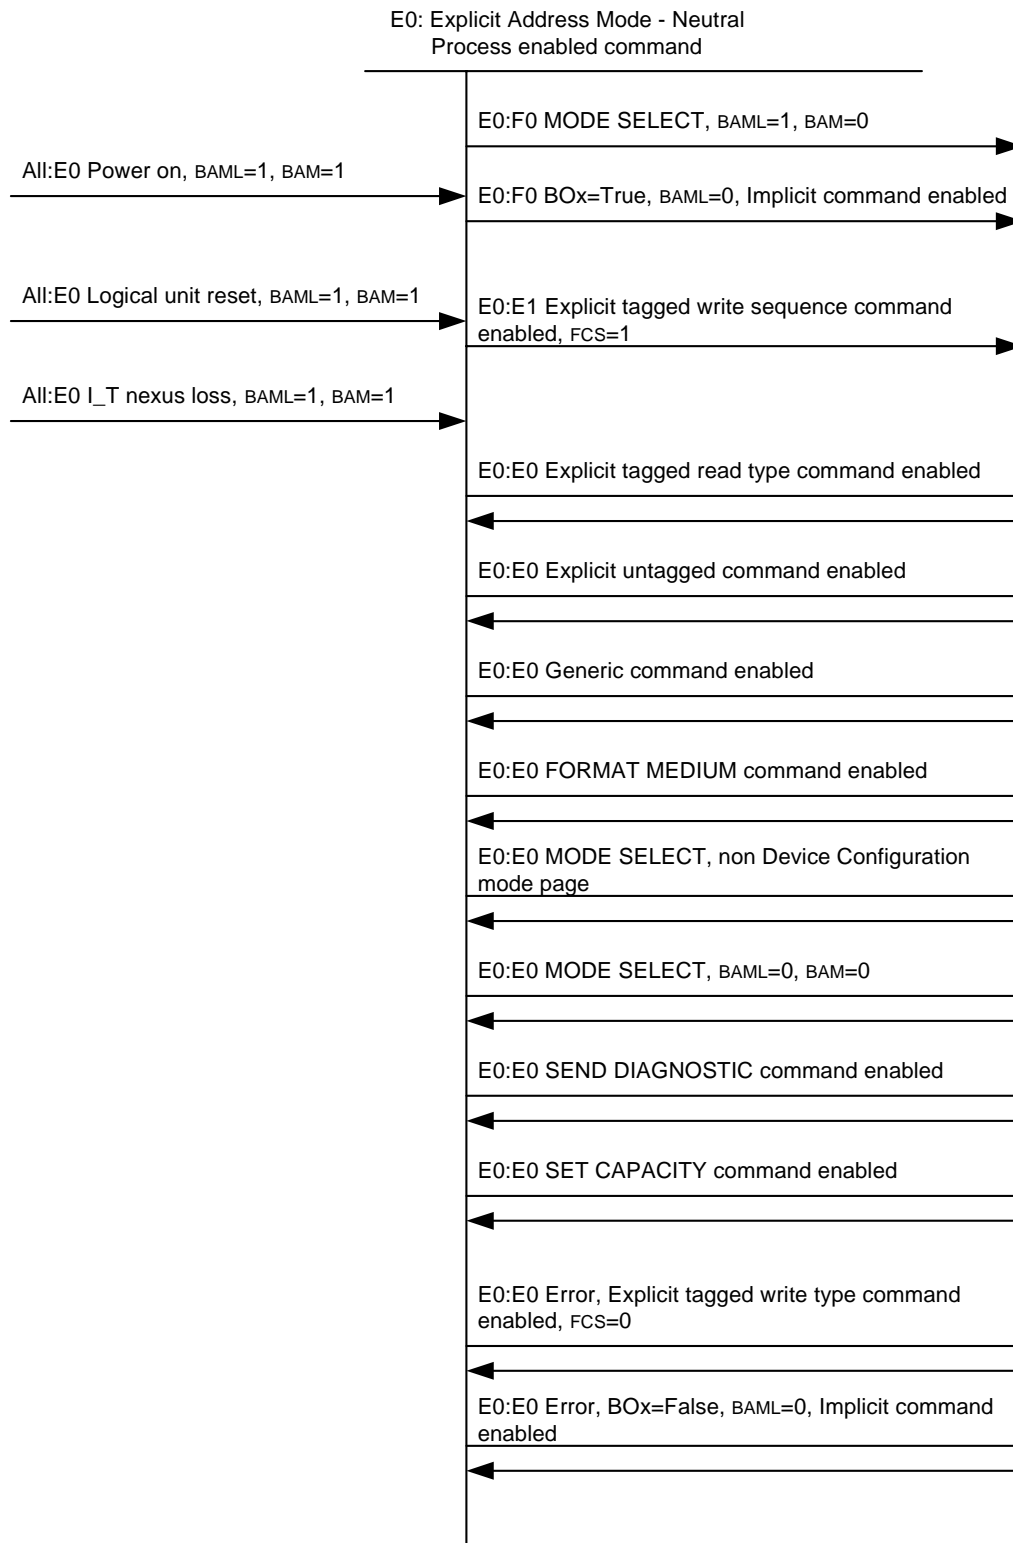 E0: Explicit Address Mode - Neutral
Process enabled command
E0:F0 MODE SELECT, BAML=1, BAM=0
All:E0 Power on, BAML=1, BAM=1
E0:F0 BOx=True, BAML=0, Implicit command enabled
All:E0 Logical unit reset, BAML=1, BAM=1
E0:E1 Explicit tagged write sequence command
enabled, FCS=1
All:E0 I_T nexus loss, BAML=1, BAM=1
E0:E0 Explicit tagged read type command enabled
E0:E0 Explicit untagged command enabled
E0:E0 Generic command enabled
E0:E0 FORMAT MEDIUM command enabled
E0:E0 MODE SELECT, non Device Configuration
mode page
E0:E0 MODE SELECT, BAML=0, BAM=0
E0:E0 SEND DIAGNOSTIC command enabled
E0:E0 SET CAPACITY command enabled
E0:E0 Error, Explicit tagged write type command
enabled, FCS=0
E0:E0 Error, BOx=False, BAML=0, Implicit command
enabled